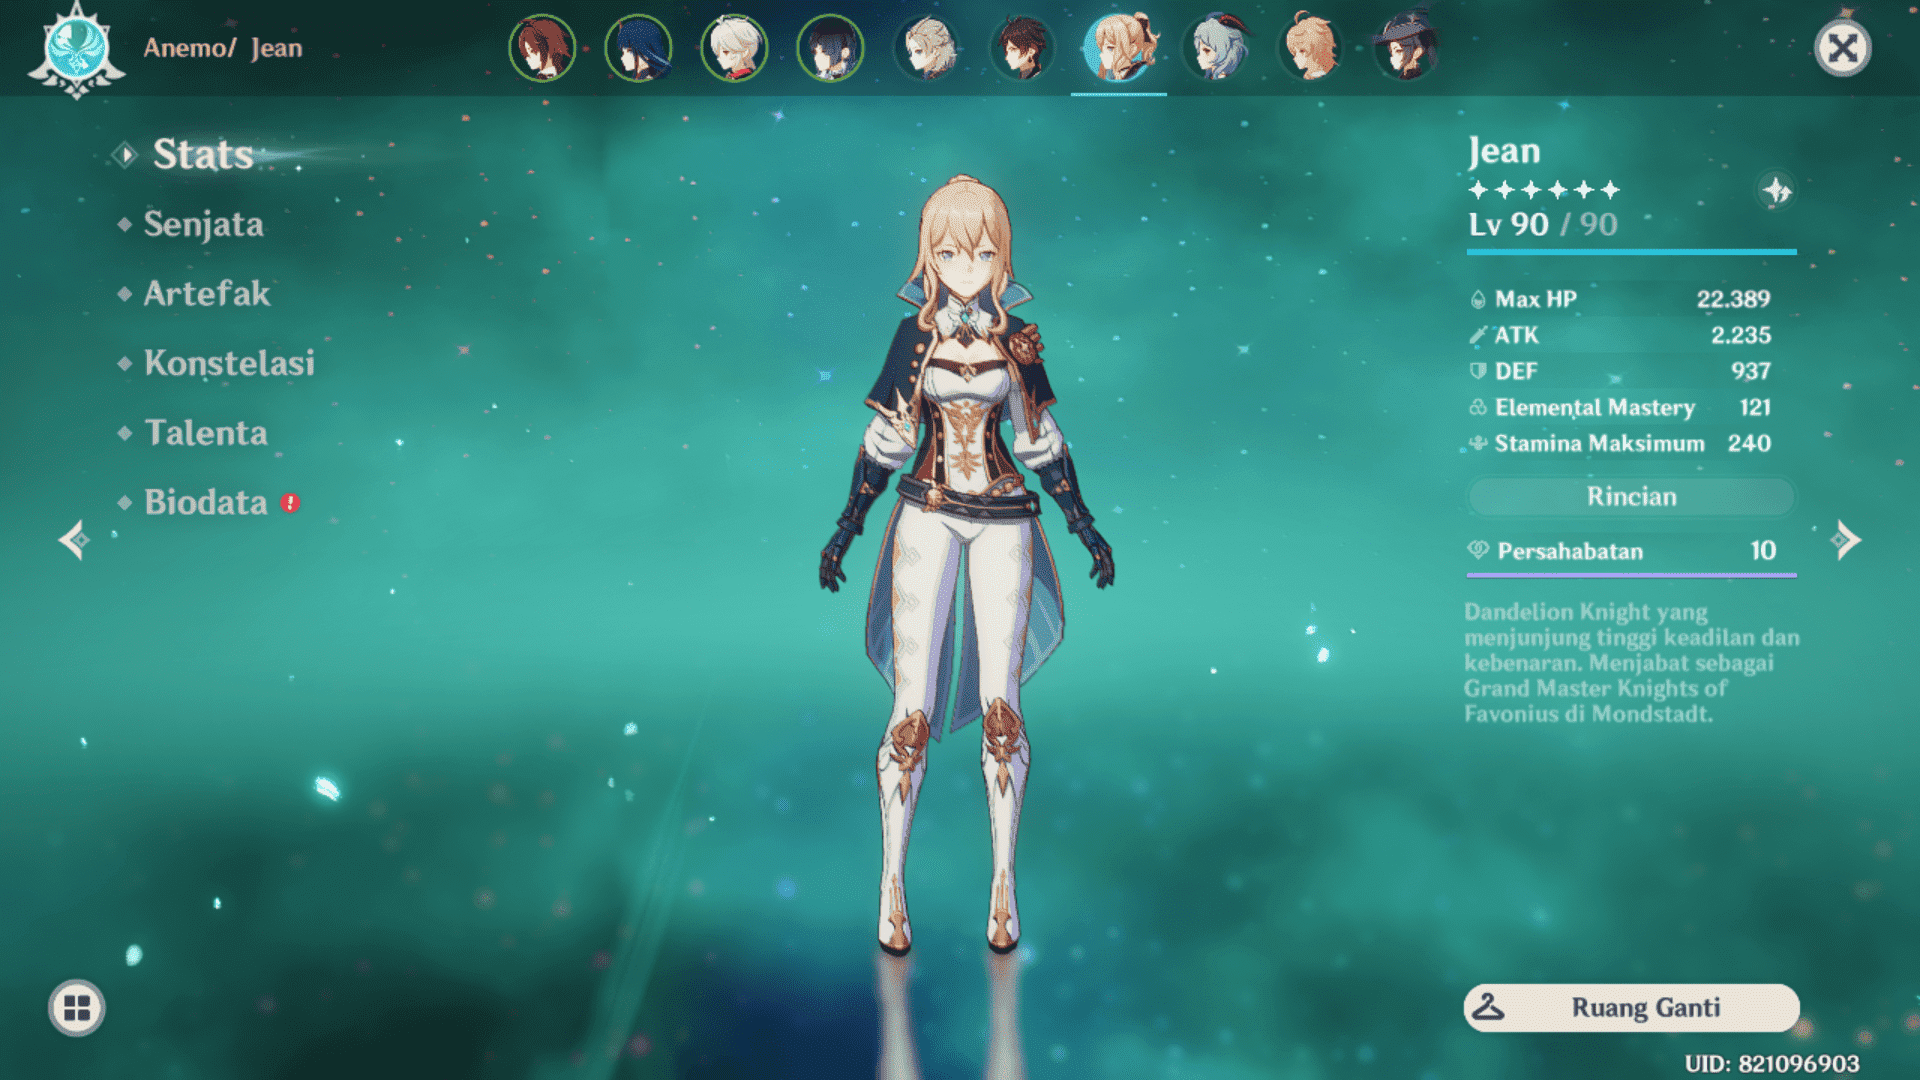 Anemo/ Jean
Stats
Senjata
Artefak
Konstelasi
Talenta
Biodata
Jean
Lv 90 / 90
Max HP 22.389
ATK 2.235
DEF 937
Elemental Mastery 121
Stamina Maksimum 240
Rincian
Persahabatan 10
Dandelion Knight yang
menjunjung tinggi keadilan dan
kebenaran. Menjabat sebagai
Grand Master Knights of
Favonius di Mondstadt.
Ruang Ganti
UID: 821096903